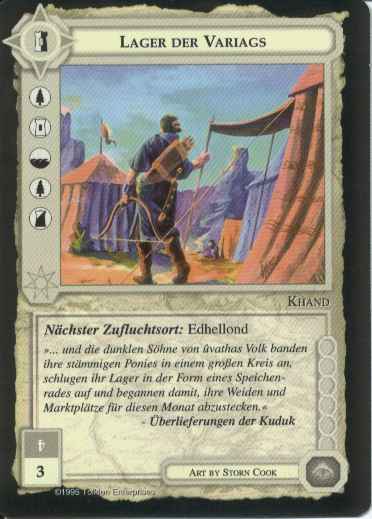 Lager der Variags
Khand
Nächster Zufluchtsort: Edhellond
»... und die dunklen Söhne von ûvathas Volk banden
ihre stämmigen Ponies in einem großen Kreis an,
schlugen ihr Lager in der Form eines Speichen-
rades auf und begannen damit, ihre Weiden und
Marktplätze für diesen Monat abzustecken.«
- Überlieferungen der Kuduk
3
Art by Storn Cook
©1995 Tolkien Enterprises